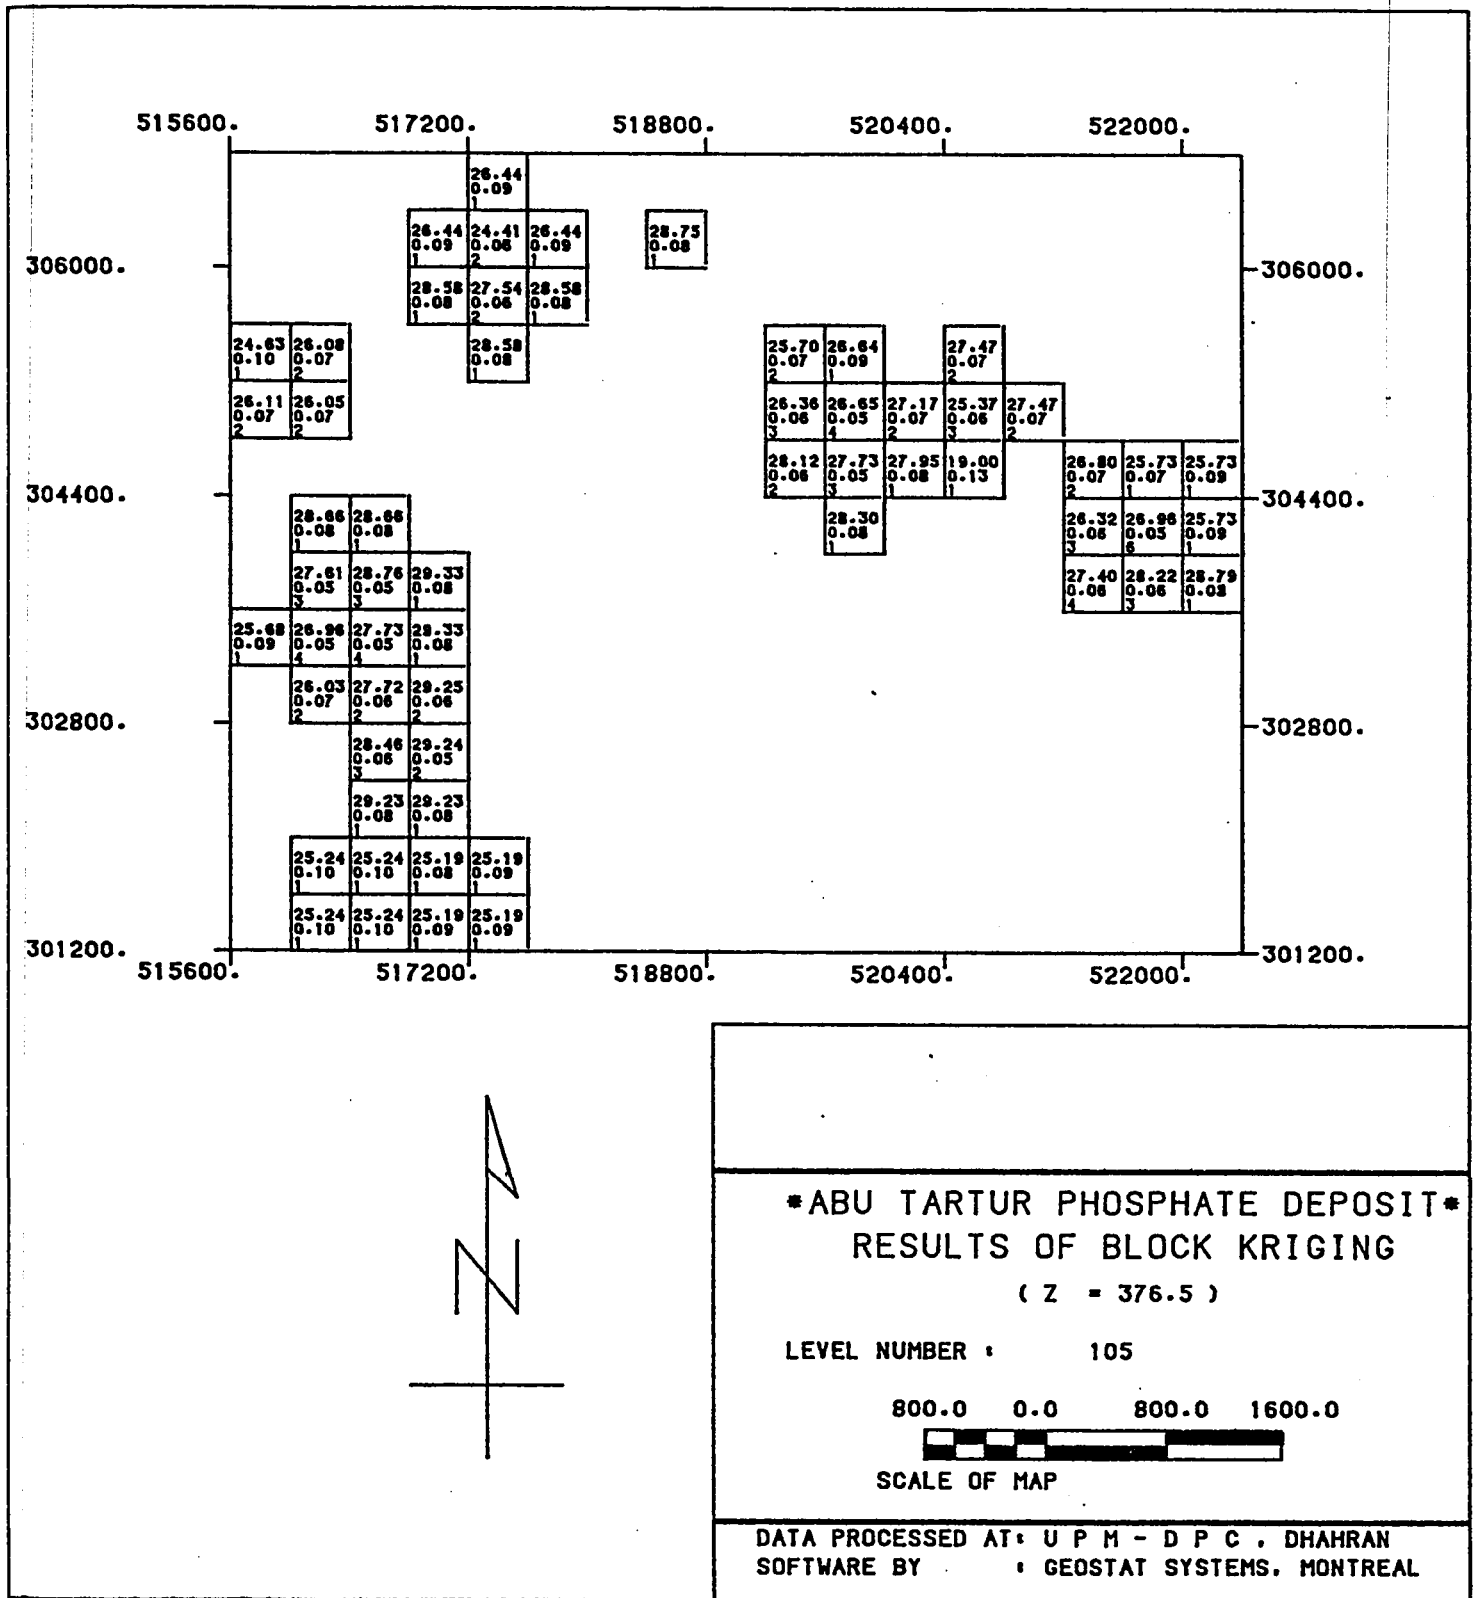 515600. 517200. 518800. 520400. 522000.
26.44
0.09
1
26.44 24.41 26.44 28.75
0.09 0.06 0.09 0.08
1 2 1 1
306000. 306000.
28.58 27.54 28.58
0.08 0.06 0.08
1 2 1
24.63 26.08 28.58 25.70 26.64 27.47
0.10 0.07 0.08 0.07 0.09 0.07
1 2 1 2 1 2
26.11 26.05 26.36 26.65 27.17 25.37 27.47
0.07 0.07 0.06 0.05 0.07 0.06 0.07
2 2 3 4 2 3 2
28.12 27.73 27.95 19.00 26.80 25.73 25.73
0.06 0.05 0.08 0.13 0.07 0.07 0.09
2 3 1 1 2 1 1
304400. 304400.
28.66 28.66 28.30 26.32 26.96 25.73
0.08 0.08 0.08 0.06 0.05 0.09
1 1 1 3 6 1
27.61 28.76 29.33 27.40 28.22 28.79
0.05 0.05 0.08 0.06 0.06 0.08
3 3 1 4 3 1
25.68 26.96 27.73 29.33
0.09 0.05 0.05 0.08
1 4 4 1
26.03 27.72 29.25
0.07 0.06 0.06
2 2 2
302800. 302800.
28.46 29.24
0.06 0.05
3 2
29.23 29.23
0.08 0.08
1 1
25.24 25.24 25.19 25.19
0.10 0.10 0.08 0.09
1 1 1 1
25.24 25.24 25.19 25.19
0.10 0.10 0.09 0.09
1 1 1 1
301200. 301200.
515600. 517200. 518800. 520400. 522000.
N
*ABU TARTUR PHOSPHATE DEPOSIT*
RESULTS OF BLOCK KRIGING
( Z = 376.5 )
LEVEL NUMBER : 105
800.0 0.0 800.0 1600.0
SCALE OF MAP
DATA PROCESSED AT: U P M - D P C , DHAHRAN
SOFTWARE BY : GEOSTAT SYSTEMS, MONTREAL